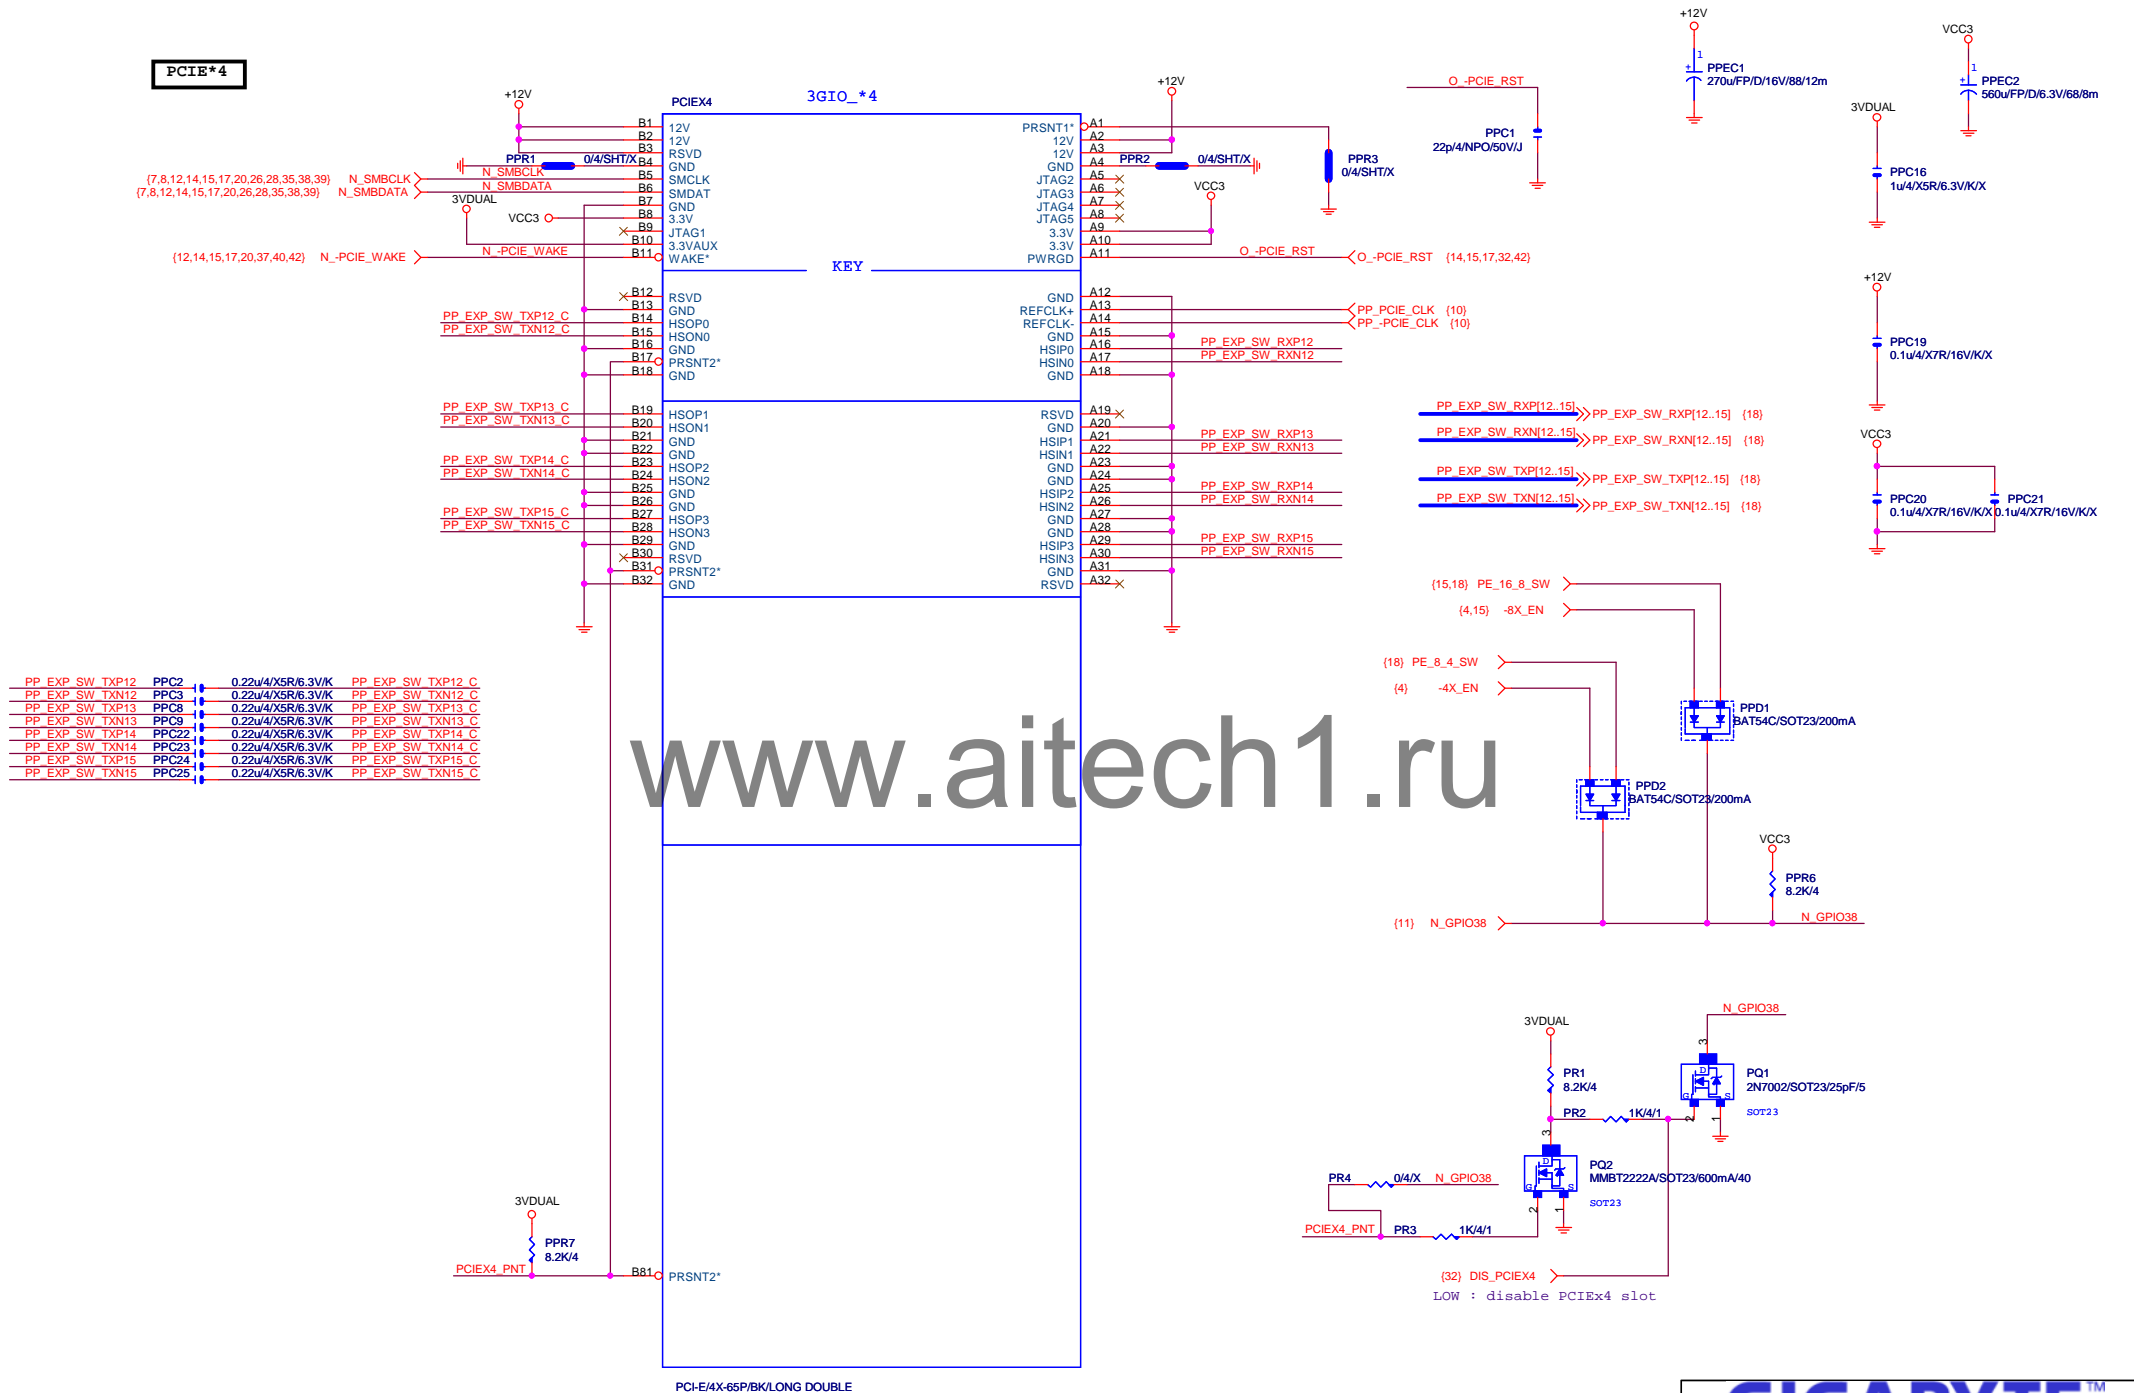 PCIE*4
+12V
PCIEX4
3GIO_*4
+12V
O_-PCIE_RST
PPC1
22p/4/NPO/50V/J
+12V
1
PPEC1
270u/FP/D/16V/88/12m
VCC3
1
PPEC2
560u/FP/D/6.3V/68/8m
3VDUAL
PPC16
1u/4/X5R/6.3V/K/X
B1 12V PRSNT1* A1
B2 12V 12V A2
B3 RSVD 12V A3
PPR1 0/4/SHT/X B4 GND GND A4 PPR2 0/4/SHT/X
PPR3
0/4/SHT/X
{7,8,12,14,15,17,20,26,28,35,38,39} N_SMBCLK N_SMBCLK B5 SMCLK JTAG2 A5
{7,8,12,14,15,17,20,26,28,35,38,39} N_SMBDATA N_SMBDATA B6 SMDAT JTAG3 A6
3VDUAL B7 GND JTAG4 A7 VCC3
VCC3 B8 3.3V JTAG5 A8
B9 JTAG1 3.3V A9
B10 3.3VAUX 3.3V A10
{12,14,15,17,20,37,40,42} N_-PCIE_WAKE N_-PCIE_WAKE B11 WAKE* PWRGD A11 O_-PCIE_RST O_-PCIE_RST {14,15,17,32,42}
KEY
B12 RSVD GND A12
B13 GND REFCLK+ A13 PP_PCIE_CLK {10}
PP_EXP_SW_TXP12_C B14 HSOP0 REFCLK- A14 PP_-PCIE_CLK {10}
PP_EXP_SW_TXN12_C B15 HSON0 GND A15
B16 GND HSIP0 A16 PP_EXP_SW_RXP12
B17 PRSNT2* HSIN0 A17 PP_EXP_SW_RXN12
B18 GND GND A18
+12V
PPC19
0.1u/4/X7R/16V/K/X
PP_EXP_SW_TXP13_C B19 HSOP1 RSVD A19
PP_EXP_SW_TXN13_C B20 HSON1 GND A20
B21 GND HSIP1 A21 PP_EXP_SW_RXP13
B22 GND HSIN1 A22 PP_EXP_SW_RXN13
PP_EXP_SW_TXP14_C B23 HSOP2 GND A23
PP_EXP_SW_TXN14_C B24 HSON2 GND A24
B25 GND HSIP2 A25 PP_EXP_SW_RXP14
B26 GND HSIN2 A26 PP_EXP_SW_RXN14
PP_EXP_SW_TXP15_C B27 HSOP3 GND A27
PP_EXP_SW_TXN15_C B28 HSON3 GND A28
B29 GND HSIP3 A29 PP_EXP_SW_RXP15
B30 RSVD HSIN3 A30 PP_EXP_SW_RXN15
B31 PRSNT2* GND A31
B32 GND RSVD A32
PP_EXP_SW_RXP[12..15] PP_EXP_SW_RXP[12..15] {18}
PP_EXP_SW_RXN[12..15] PP_EXP_SW_RXN[12..15] {18}
PP_EXP_SW_TXP[12..15] PP_EXP_SW_TXP[12..15] {18}
PP_EXP_SW_TXN[12..15] PP_EXP_SW_TXN[12..15] {18}
VCC3
PPC20
0.1u/4/X7R/16V/K/X
PPC21
0.1u/4/X7R/16V/K/X
{15,18} PE_16_8_SW
{4,15} -8X_EN
{18} PE_8_4_SW
{4} -4X_EN
PP_EXP_SW_TXP12 PPC2 0.22u/4/X5R/6.3V/K PP_EXP_SW_TXP12_C
PP_EXP_SW_TXN12 PPC3 0.22u/4/X5R/6.3V/K PP_EXP_SW_TXN12_C
PP_EXP_SW_TXP13 PPC8 0.22u/4/X5R/6.3V/K PP_EXP_SW_TXP13_C
PP_EXP_SW_TXN13 PPC9 0.22u/4/X5R/6.3V/K PP_EXP_SW_TXN13_C
PP_EXP_SW_TXP14 PPC22 0.22u/4/X5R/6.3V/K PP_EXP_SW_TXP14_C
PP_EXP_SW_TXN14 PPC23 0.22u/4/X5R/6.3V/K PP_EXP_SW_TXN14_C
PP_EXP_SW_TXP15 PPC24 0.22u/4/X5R/6.3V/K PP_EXP_SW_TXP15_C
PP_EXP_SW_TXN15 PPC25 0.22u/4/X5R/6.3V/K PP_EXP_SW_TXN15_C
www.aitech1.ru
PPD1
BAT54C/SOT23/200mA
PPD2
BAT54C/SOT23/200mA
VCC3
PPR6
8.2K/4
{11} N_GPIO38 N_GPIO38
N_GPIO38
3VDUAL
3
D
G S
2 1
PQ1
2N7002/SOT23/25pF/5
SOT23
PR1
8.2K/4
PR2 1K/4/1
3
D
G S
2 1
PQ2
MMBT2222A/SOT23/600mA/40
SOT23
PR4 0/4/X N_GPIO38
PCIEX4_PNT PR3 1K/4/1
{32} DIS_PCIEX4
LOW : disable PCIEx4 slot
3VDUAL
PPR7
8.2K/4
PCIEX4_PNT B81 PRSNT2*
PCI-E/4X-65P/BK/LONG DOUBLE
GIGABYTE™